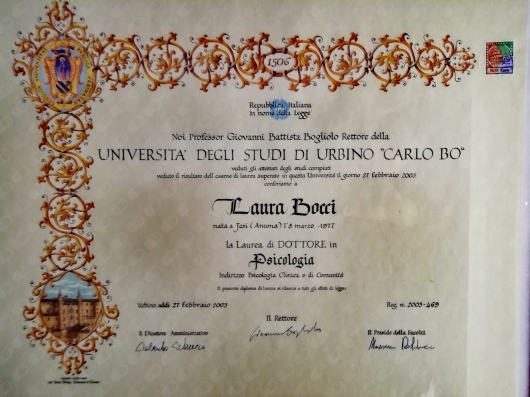 1506
Repubblica Italiana
In nome della Legge
Noi Professor Giovanni Battista Bogliolo Rettore della
UNIVERSITA' DEGLI STUDI DI URBINO "CARLO BO"
veduti gli attestati degli studi compiuti
veduto il risultato dell'esame di laurea superato in questa Università il giorno 27 febbraio 2003
conferiamo a
Laura Bocci
nata a Jesi (Ancona) l'8 marzo 1977
la Laurea di DOTTORE in
Psicologia
Indirizzo Psicologia Clinica e di Comunità
Il presente diploma di laurea si rilascia a tutti gli effetti di legge.
Urbino addì 27 febbraio 2003
Reg. n. 2003-469
Il Rettore
Il Direttore Amministrativo
Il Preside della Facoltà